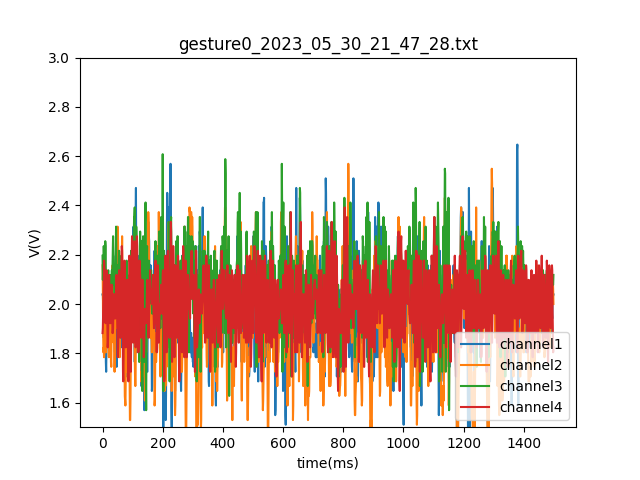 gesture0_2023_05_30_21_47_28.txt
3.0
2.8
2.6
2.4
2.2
2.0
1.8
1.6
V(V)
channel1
channel2
channel3
channel4
0 200 400 600 800 1000 1200 1400
time(ms)